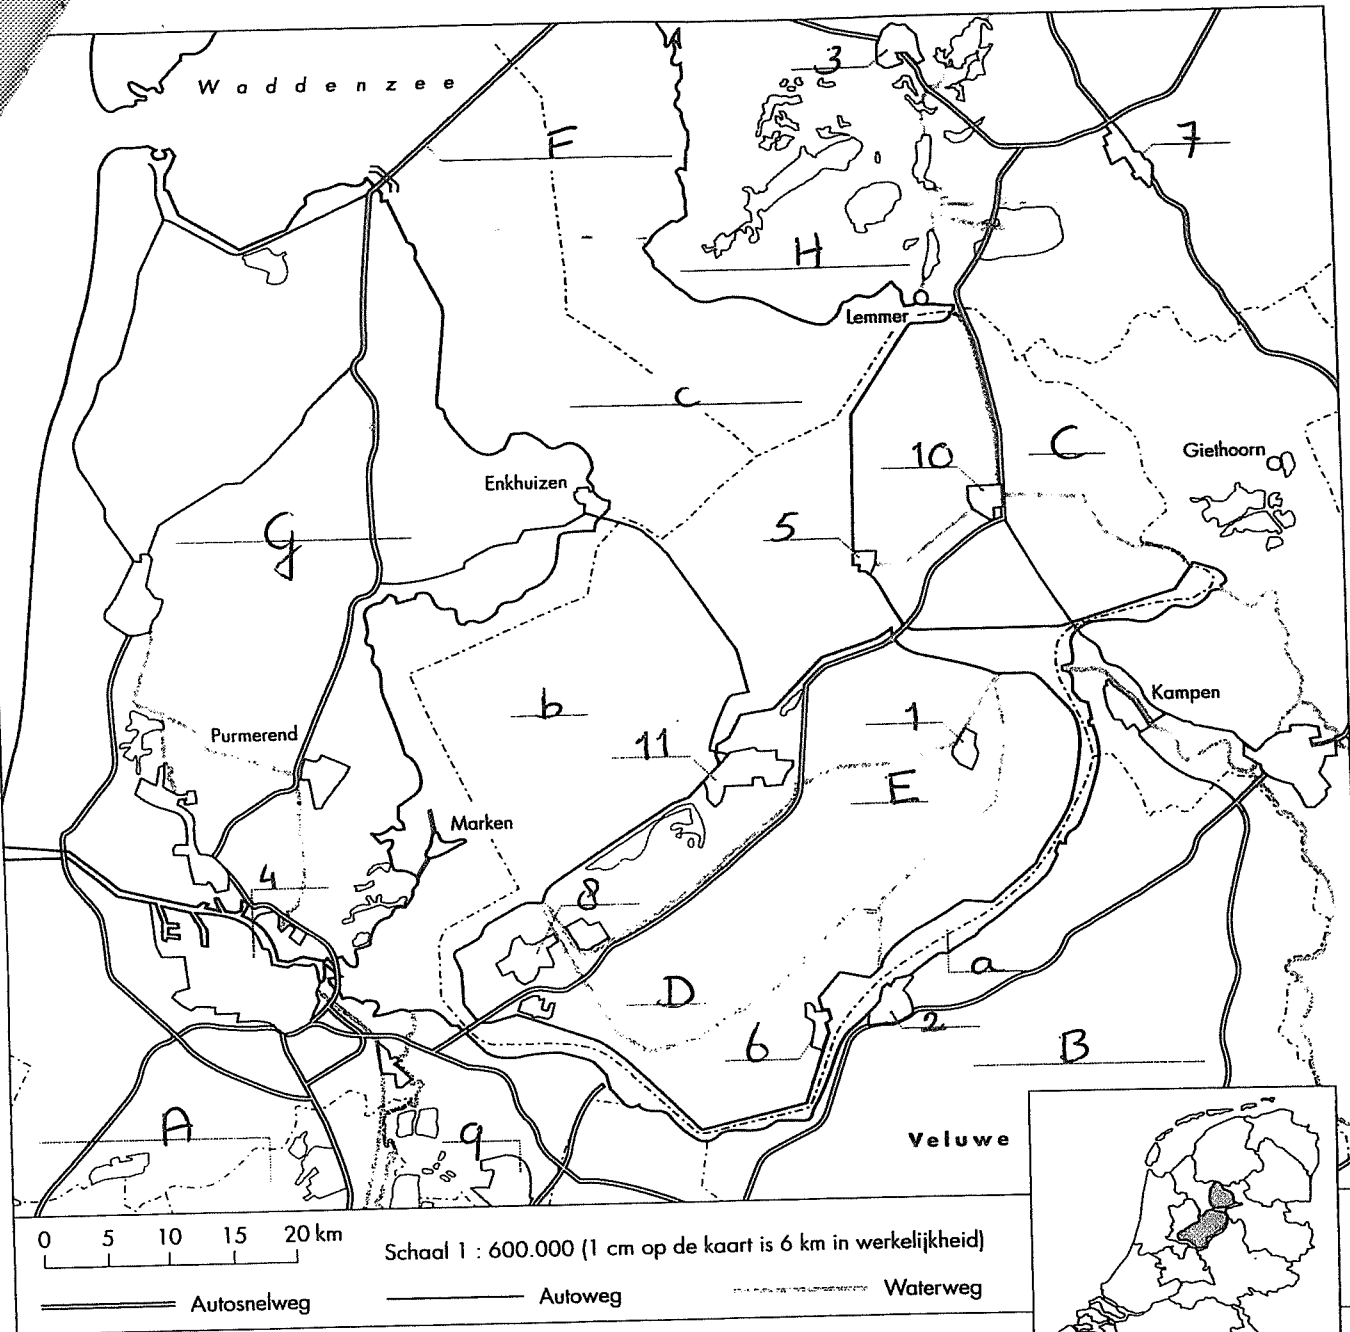 Waddenzee
3
F
7
H
Lemmer
c
10
C
Giethoorn
Enkhuizen
G
5
b
Kampen
Purmerend
11
1
E
Marken
4
8
a
D
2
6
B
A
9
Veluwe
0 5 10 15 20 km
Schaal 1 : 600.000 (1 cm op de kaart is 6 km in werkelijkheid)
Autosnelweg
Autoweg
Waterweg